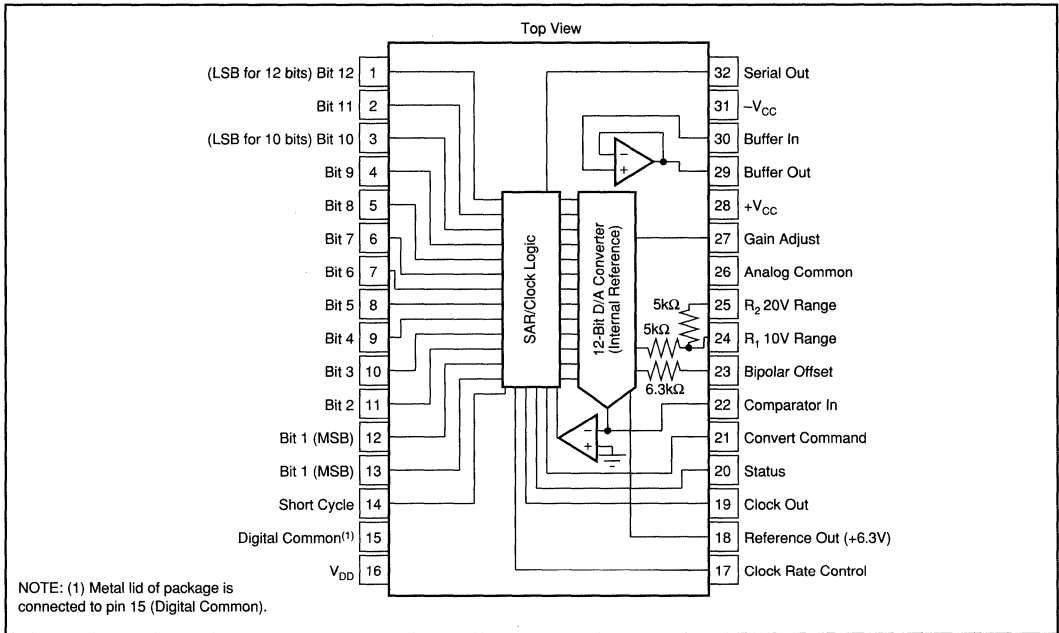 Top View
(LSB for 12 bits) Bit 12 1
Bit 11 2
(LSB for 10 bits) Bit 10 3
Bit 9 4
Bit 8 5
Bit 7 6
Bit 6 7
Bit 5 8
Bit 4 9
Bit 3 10
Bit 2 11
Bit 1 (MSB) 12
Bit 1 (MSB) 13
Short Cycle 14
Digital Common(1) 15
VDD 16
SAR/Clock Logic
12-Bit D/A Converter
(Internal Reference)
−
+
5kΩ
5kΩ
6.3kΩ
−
+
32 Serial Out
31 –VCC
30 Buffer In
29 Buffer Out
28 +VCC
27 Gain Adjust
26 Analog Common
25 R2 20V Range
24 R1 10V Range
23 Bipolar Offset
22 Comparator In
21 Convert Command
20 Status
19 Clock Out
18 Reference Out (+6.3V)
17 Clock Rate Control
NOTE: (1) Metal lid of package is
connected to pin 15 (Digital Common).